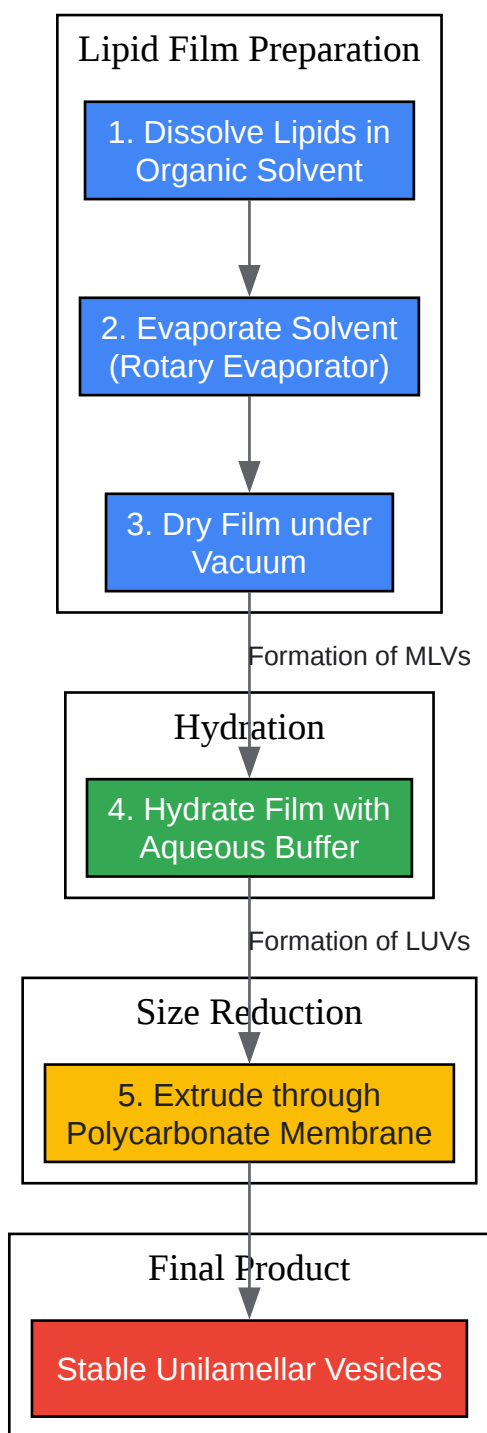 Lipid Film Preparation
1. Dissolve Lipids in
Organic Solvent
2. Evaporate Solvent
(Rotary Evaporator)
3. Dry Film under
Vacuum
Formation of MLVs
Hydration
4. Hydrate Film with
Aqueous Buffer
Formation of LUVs
Size Reduction
5. Extrude through
Polycarbonate Membrane
Final Product
Stable Unilamellar Vesicles